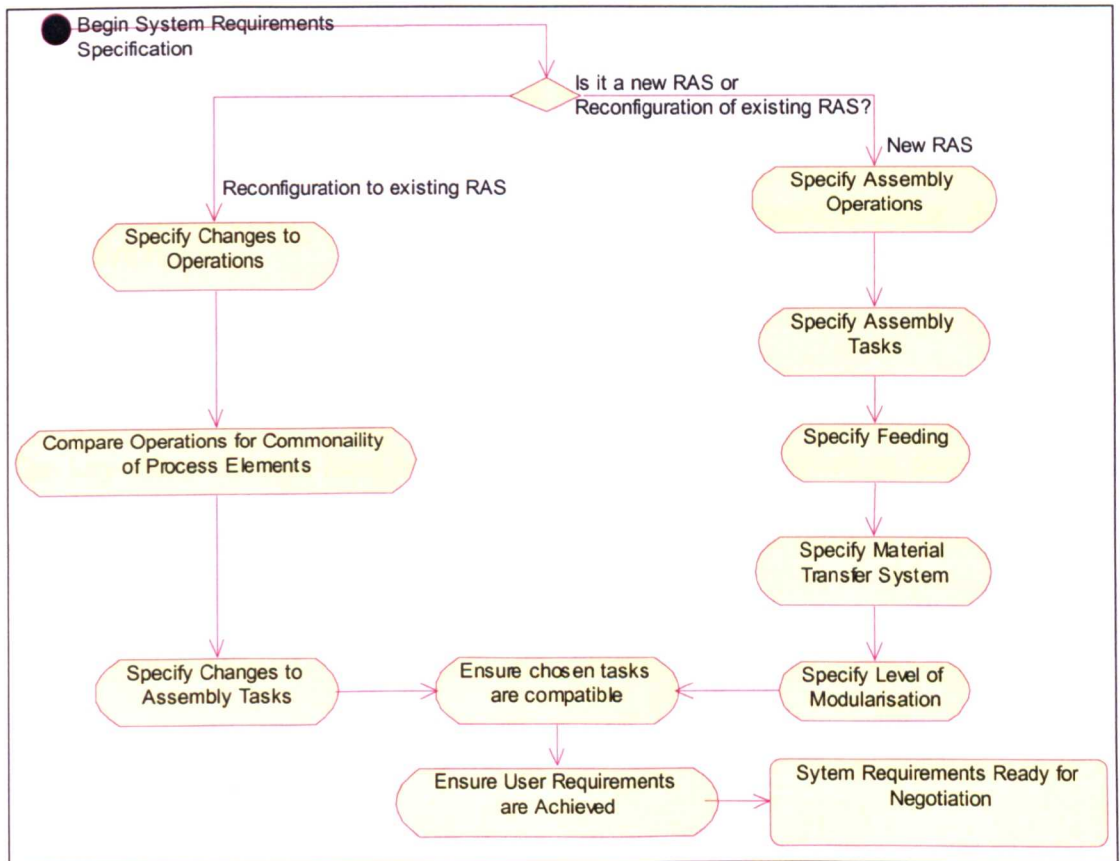 Begin System Requirements
Specification
Is it a new RAS or
Reconfiguration of existing RAS?
New RAS
Reconfiguration to existing RAS
Specify Assembly
Operations
Specify Changes to
Operations
Specify Assembly
Tasks
Compare Operations for Commonaility
of Process Elements
Specify Feeding
Specify Material
Transfer System
Specify Changes to
Assembly Tasks
Ensure chosen tasks
are compatible
Specify Level of
Modularisation
Ensure User Requirements
are Achieved
Sytem Requirements Ready for
Negotiation